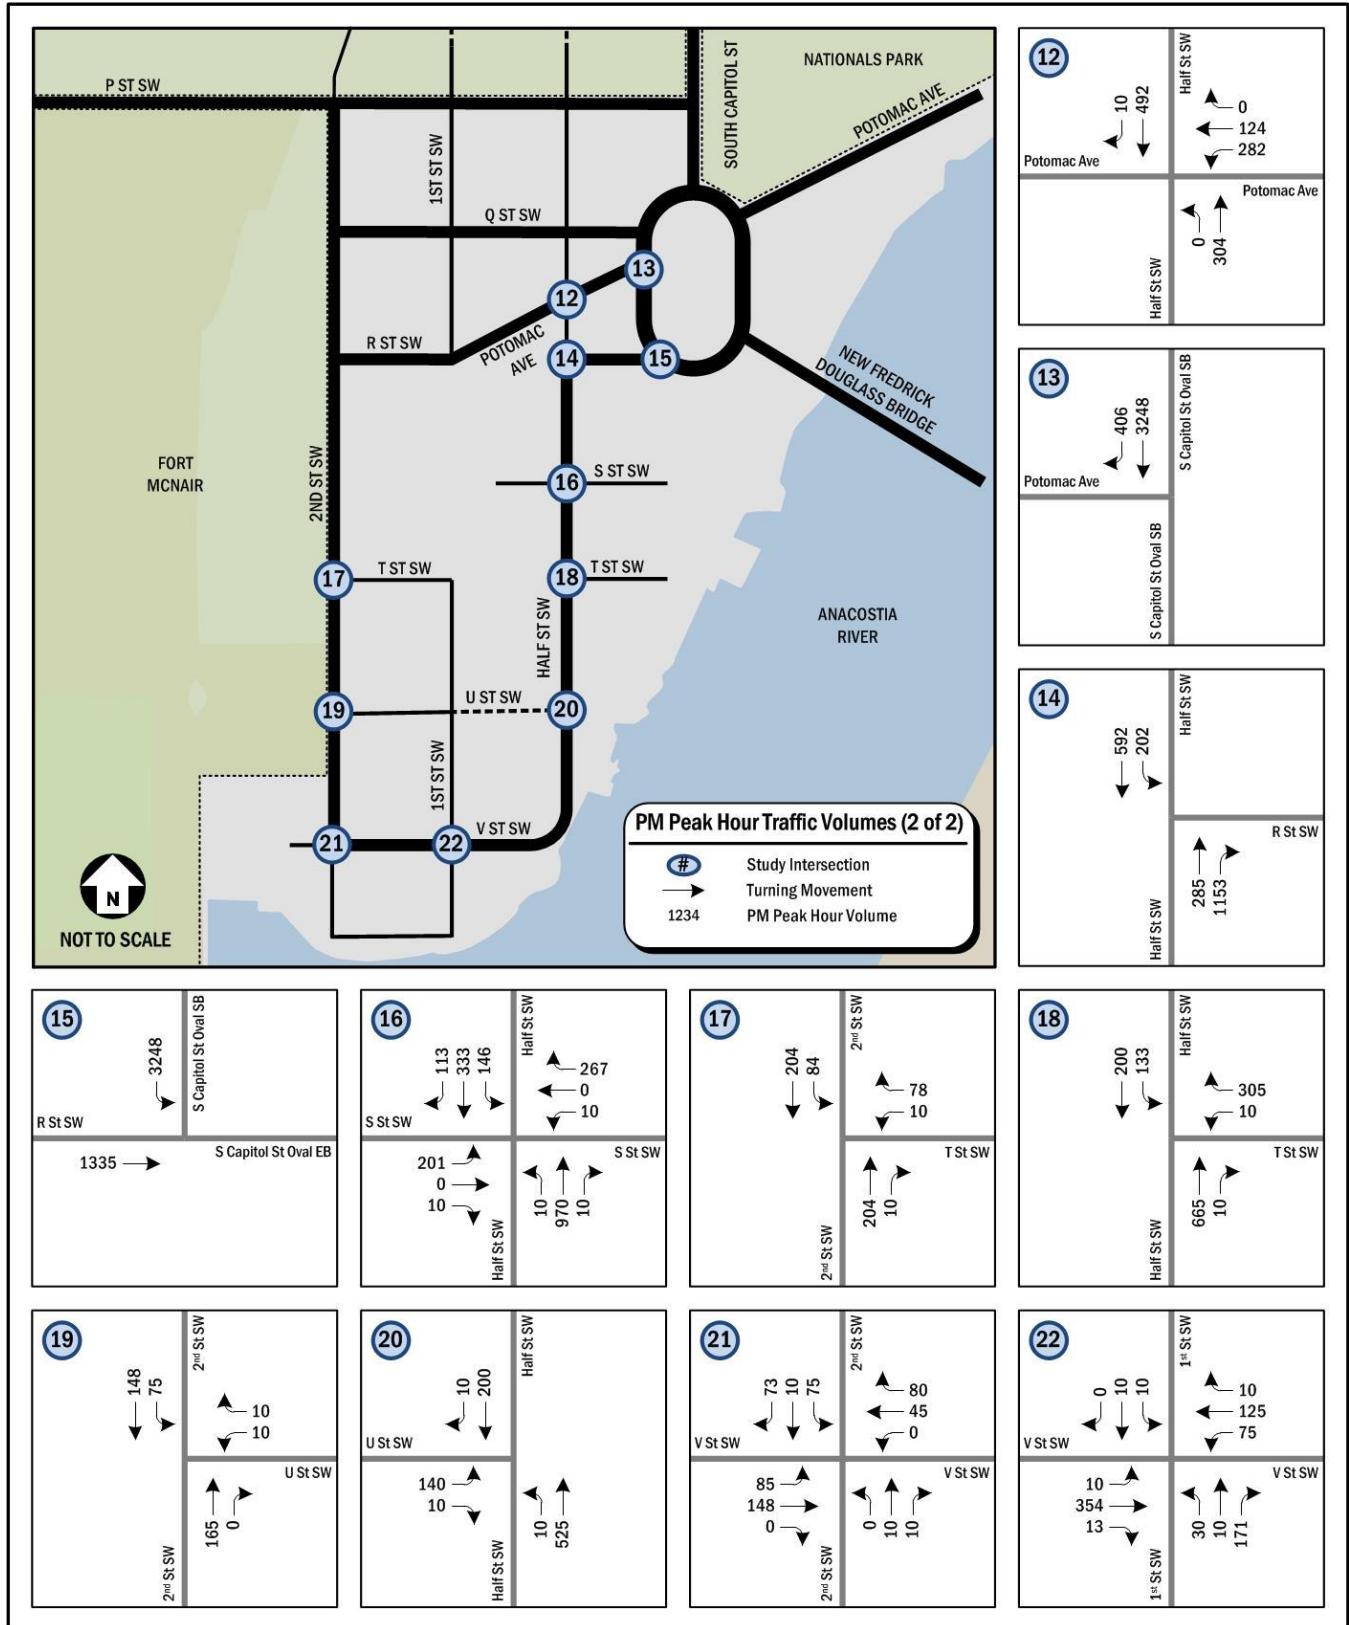 P ST SW
SOUTH CAPITOL ST
NATIONALS PARK
POTOMAC AVE
1ST ST SW
Q ST SW
13
12
R ST SW
POTOMAC
AVE
14
15
NEW FREDRICK
DOUGLASS BRIDGE
FORT
MCNAIR
2ND ST SW
16
S ST SW
17
T ST SW
18
T ST SW
HALF ST SW
ANACOSTIA
RIVER
19
U ST SW
20
1ST ST SW
21
22
V ST SW
N
NOT TO SCALE
PM Peak Hour Traffic Volumes (2 of 2)
# Study Intersection
Turning Movement
1234 PM Peak Hour Volume
12
Half St SW
10
492
0
124
282
Potomac Ave
Potomac Ave
0
304
Half St SW
13
S Capitol St Oval SB
406
3248
Potomac Ave
S Capitol St Oval SB
14
Half St SW
592
202
R St SW
285
1153
Half St SW
15
S Capitol St Oval SB
3248
R St SW
S Capitol St Oval EB
1335
16
Half St SW
113
333
146
267
0
10
S St SW
S St SW
201
0
10
10
970
10
Half St SW
17
2nd St SW
204
84
78
10
T St SW
204
10
2nd St SW
18
Half St SW
200
133
305
10
T St SW
665
10
Half St SW
19
2nd St SW
148
75
10
10
U St SW
165
0
2nd St SW
20
Half St SW
10
200
U St SW
140
10
10
525
Half St SW
21
2nd St SW
73
10
75
80
45
0
V St SW
V St SW
85
148
0
0
10
10
2nd St SW
22
1st St SW
0
10
10
10
125
75
V St SW
V St SW
10
354
13
30
10
171
1st St SW